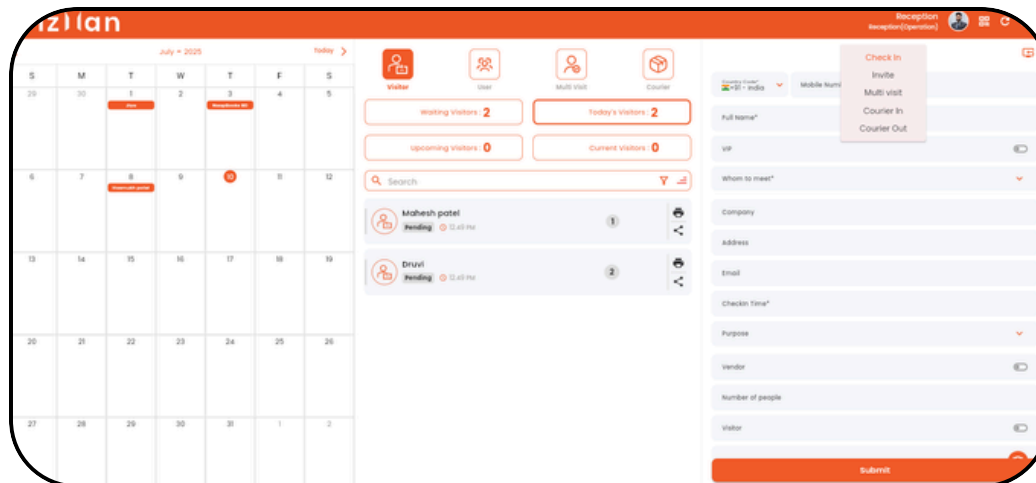 Reception
Reception(Operation)
July 2025
Today
S M T W T F S
29 30 1 2 3 4 5
6 7 8 9 10 11 12
13 14 15 16 17 18 19
20 21 22 23 24 25 26
27 28 29 30 31 1 2
Visitor
User
Multi Visit
Courier
Waiting Visitors : 2
Today's Visitors : 2
Upcoming Visitors : 0
Current Visitors : 0
Search
Mahesh patel
Pending 12.49 PM
1
Druvi
Pending 12.49 PM
2
Check In
Invite
Multi visit
Courier In
Courier Out
Country Code*
+91 - India
Mobile Num
Full Name*
VIP
Whom to meet*
Company
Address
Email
CheckIn Time*
Purpose
Vendor
Number of people
Visitor
Submit